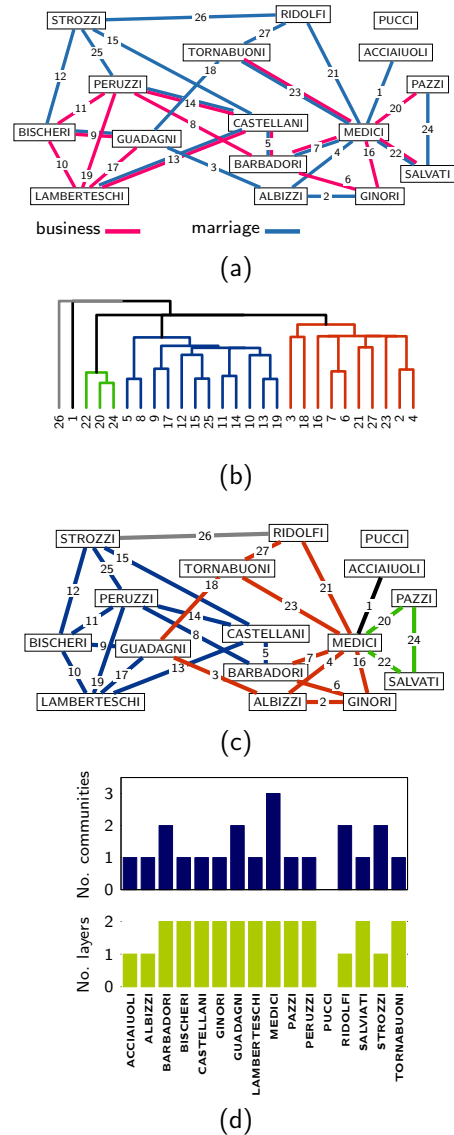 STROZZI
26
RIDOLFI
PUCCI
15
27
TORNABUONI
ACCIAIUOLI
25
18
12
21
1
PERUZZI
23
PAZZI
14
20
11
CASTELLANI
BISCHERI
9
8
MEDICI
24
GUADAGNI
5
7
10
17
13
BARBADORI
4
16
22
SALVATI
19
3
6
LAMBERTESCHI
ALBIZZI
2
GINORI
business
marriage
(a)
26 1 22 20 24 5 8 9 17 12 15 25 11 14 10 13 19 3 18 16 7 6 21 27 23 2 4
(b)
STROZZI
26
RIDOLFI
PUCCI
15
27
TORNABUONI
ACCIAIUOLI
25
18
12
21
1
PERUZZI
23
PAZZI
14
20
11
CASTELLANI
BISCHERI
9
8
MEDICI
24
GUADAGNI
5
7
10
17
13
BARBADORI
4
16
22
SALVATI
19
3
6
LAMBERTESCHI
ALBIZZI
2
GINORI
(c)
No. communities
3
2
1
0
No. layers
2
1
0
ACCIAIUOLI
ALBIZZI
BARBADORI
BISCHERI
CASTELLANI
GINORI
GUADAGNI
LAMBERTESCHI
MEDICI
PAZZI
PERUZZI
PUCCI
RIDOLFI
SALVIATI
STROZZI
TORNABUONI
(d)